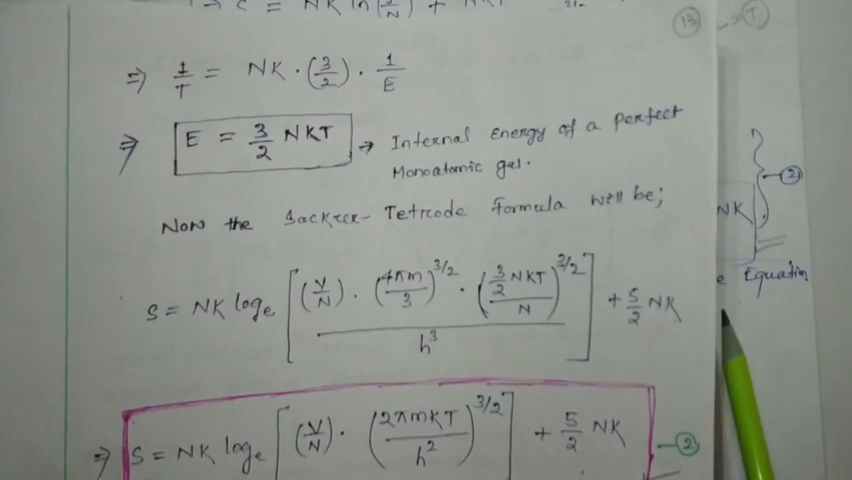 13
⇒ 1/T = NK · (3/2) · 1/E
⇒ E = 3/2 NKT → Internal energy of a perfect
Monoatomic gas.
Now the Sackrer-Tetrode formula will be;
S = NK logₑ [ (V/N) · (4πm/3)^3/2 · (3/2 NKT / N)^3/2 / h³ ] + 5/2 NK
⇒ S = NK logₑ [ (V/N) · (2πmKT / h²)^3/2 ] + 5/2 NK — 2
T
2
NK
Equation